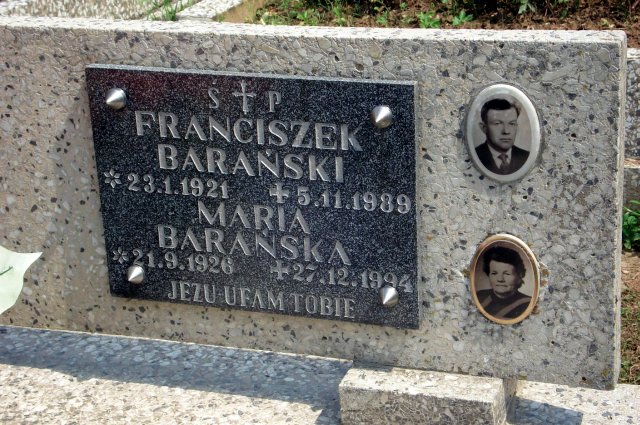 S✝P
FRANCISZEK
BARAŃSKI
*23.1.1921 ✝5.11.1989
MARIA
BARAŃSKA
*21.9.1926 ✝27.12.1994
JEZU UFAM TOBIE